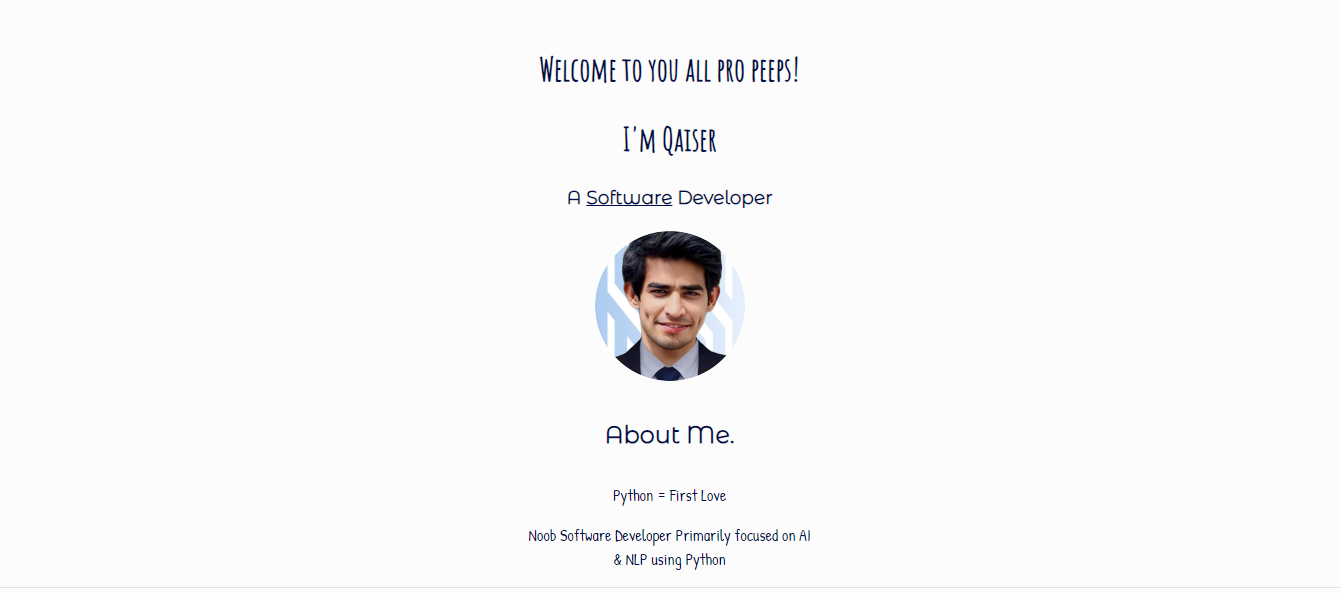 Welcome to you all pro peeps!
I'm Qaiser
A Software Developer
About Me.
Python = First Love
Noob Software Developer Primarily focused on AI
& NLP using Python